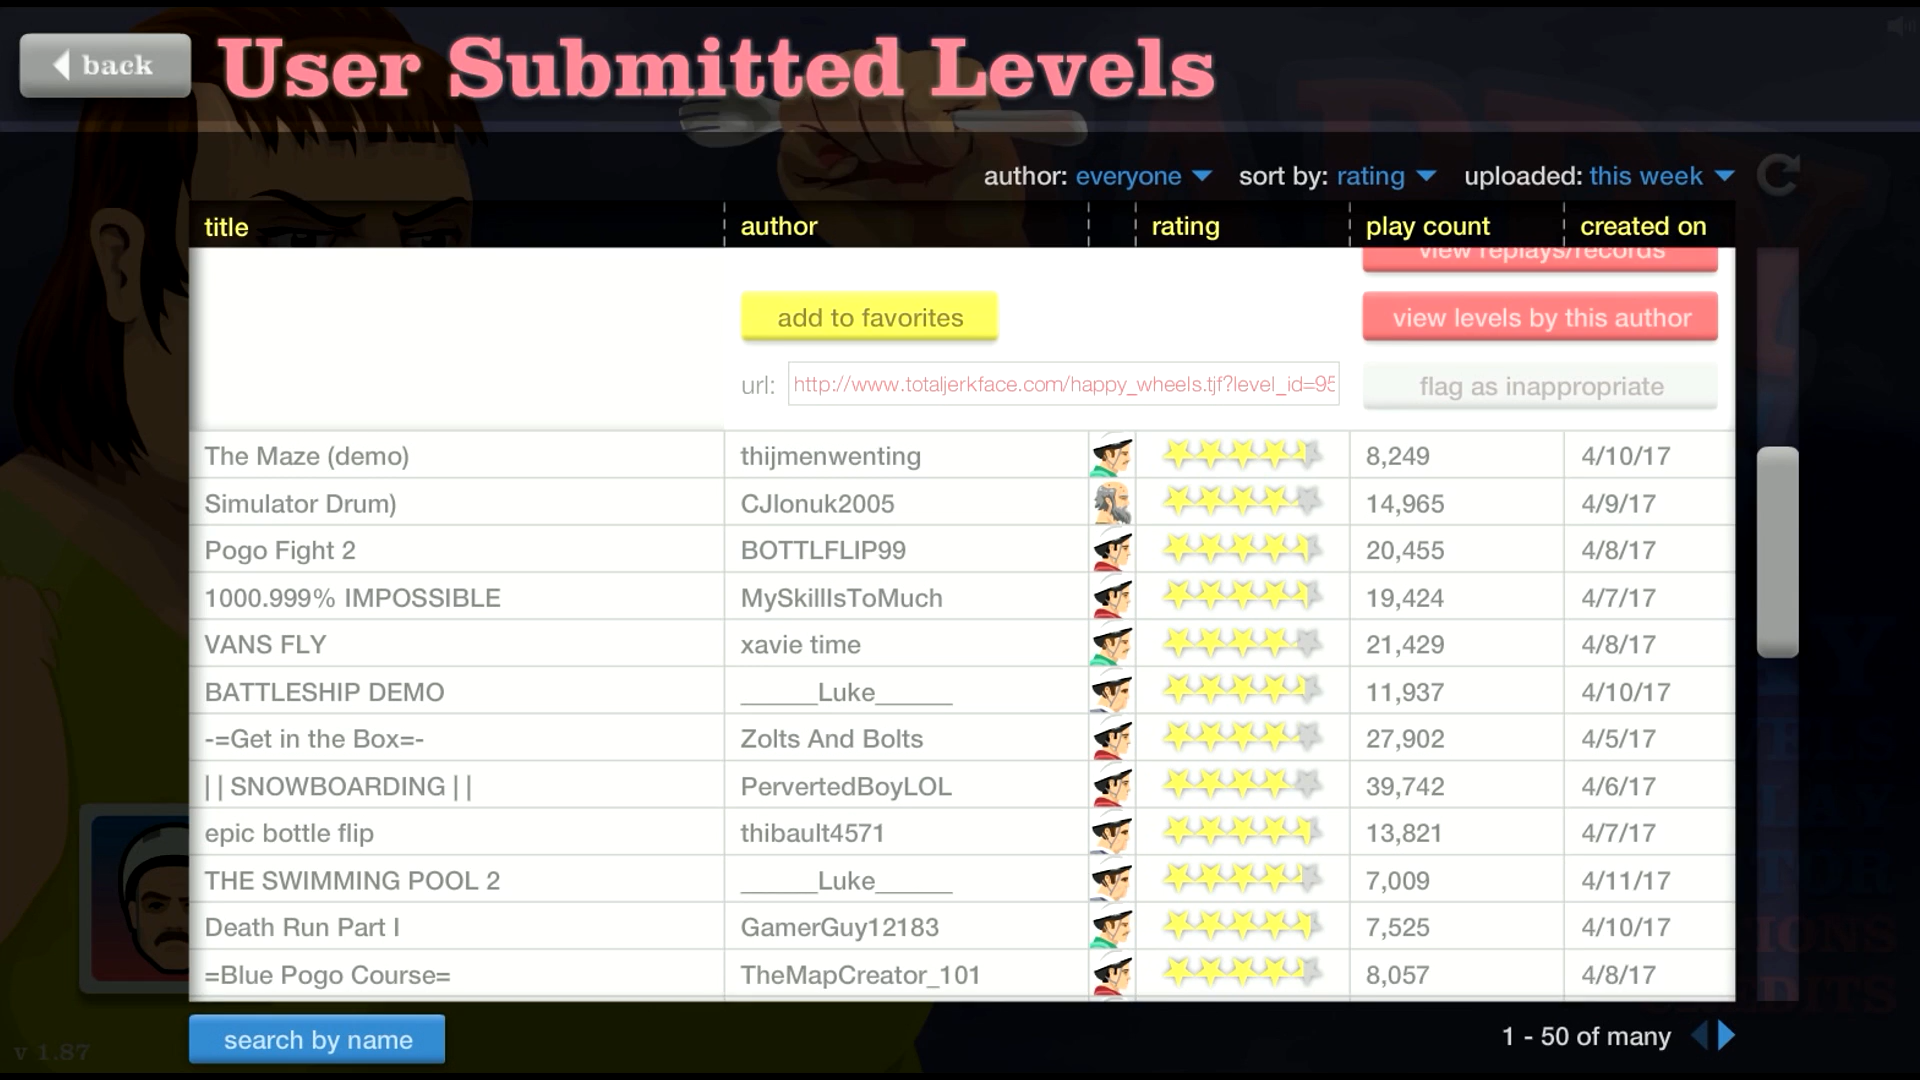 back
User Submitted Levels
author: everyone sort by: rating uploaded: this week
title author rating play count created on
view replays/records
add to favorites view levels by this author
url: http://www.totaljerkface.com/happy_wheels.tjf?level_id=95 flag as inappropriate
The Maze (demo) thijmenwenting 8,249 4/10/17
Simulator Drum) CJlonuk2005 14,965 4/9/17
Pogo Fight 2 BOTTLFLIP99 20,455 4/8/17
1000.999% IMPOSSIBLE MySkillIsToMuch 19,424 4/7/17
VANS FLY xavie time 21,429 4/8/17
BATTLESHIP DEMO ______Luke______ 11,937 4/10/17
-=Get in the Box=- Zolts And Bolts 27,902 4/5/17
| | SNOWBOARDING | | PervertedBoyLOL 39,742 4/6/17
epic bottle flip thibault4571 13,821 4/7/17
THE SWIMMING POOL 2 ______Luke______ 7,009 4/11/17
Death Run Part I GamerGuy12183 7,525 4/10/17
=Blue Pogo Course= TheMapCreator_101 8,057 4/8/17
search by name 1 - 50 of many
v 1.87